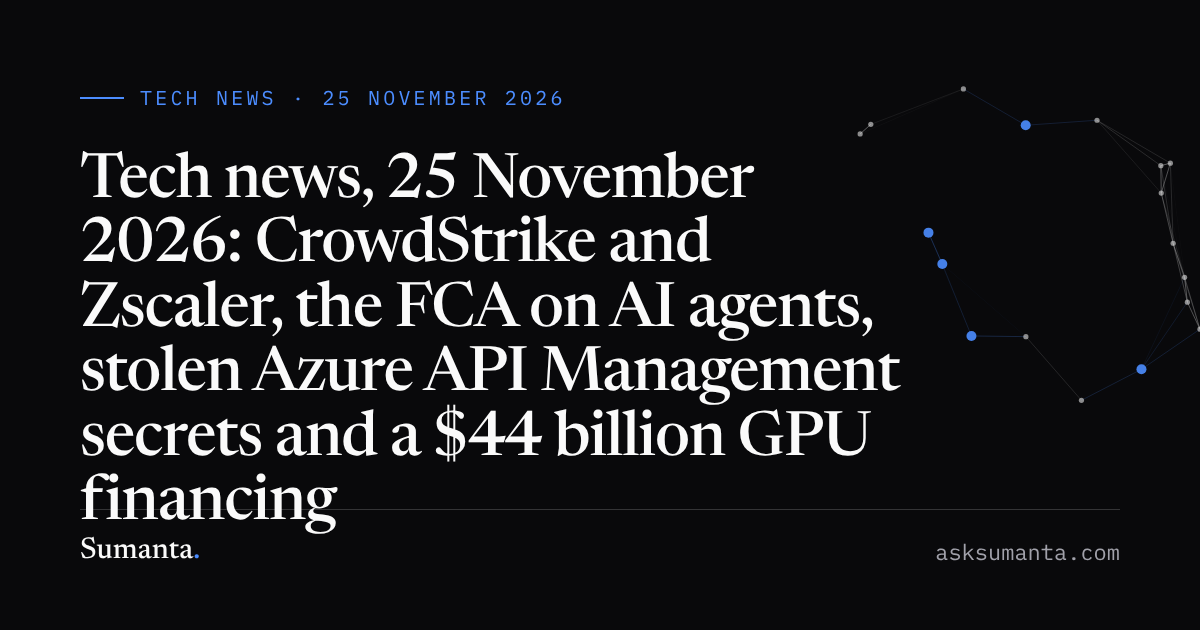 TECH NEWS · 25 NOVEMBER 2026
Tech news, 25 November
2026: CrowdStrike and
Zscaler, the FCA on AI agents,
stolen Azure API Management
secrets and a $44 billion GPU
financing
Sumanta.
asksumanta.com